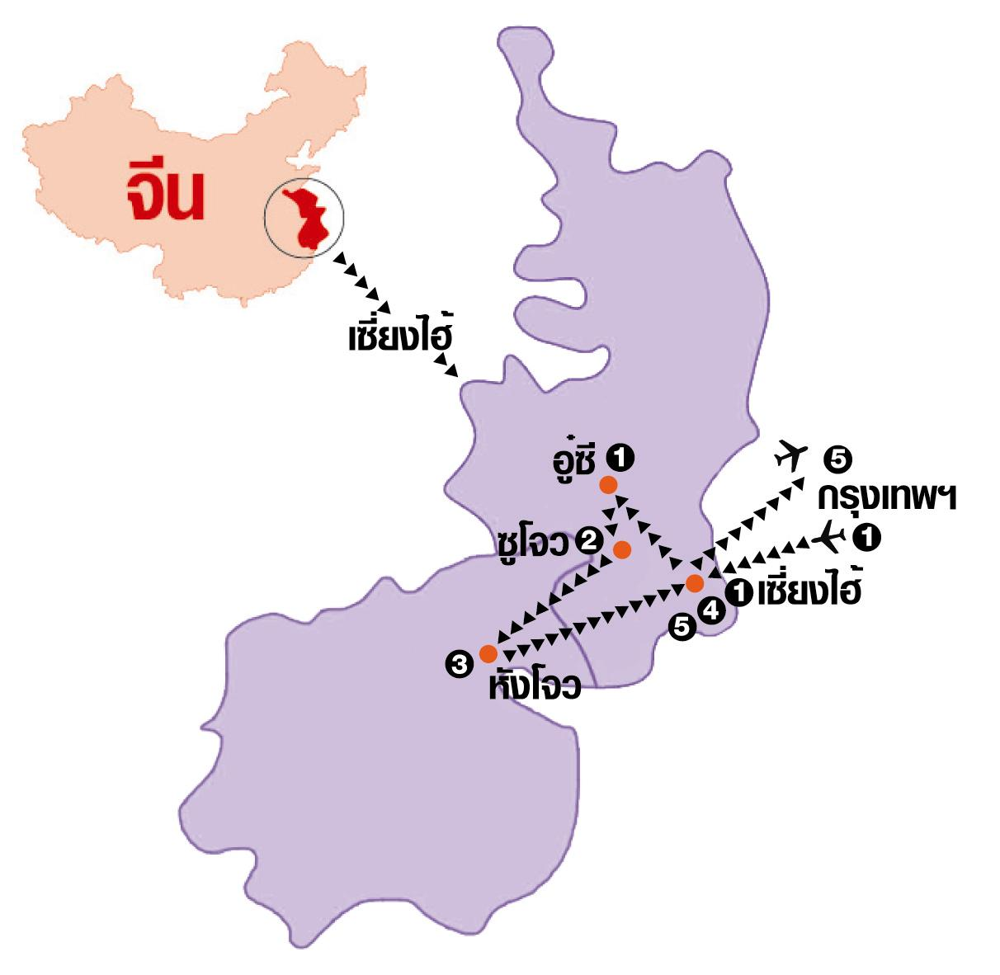 จีน
เซี่ยงไฮ้
อู๋ซี 1
5
กรุงเทพฯ
ซูโจว 2
1
1 เซี่ยงไฮ้
4
5
3
หังโจว